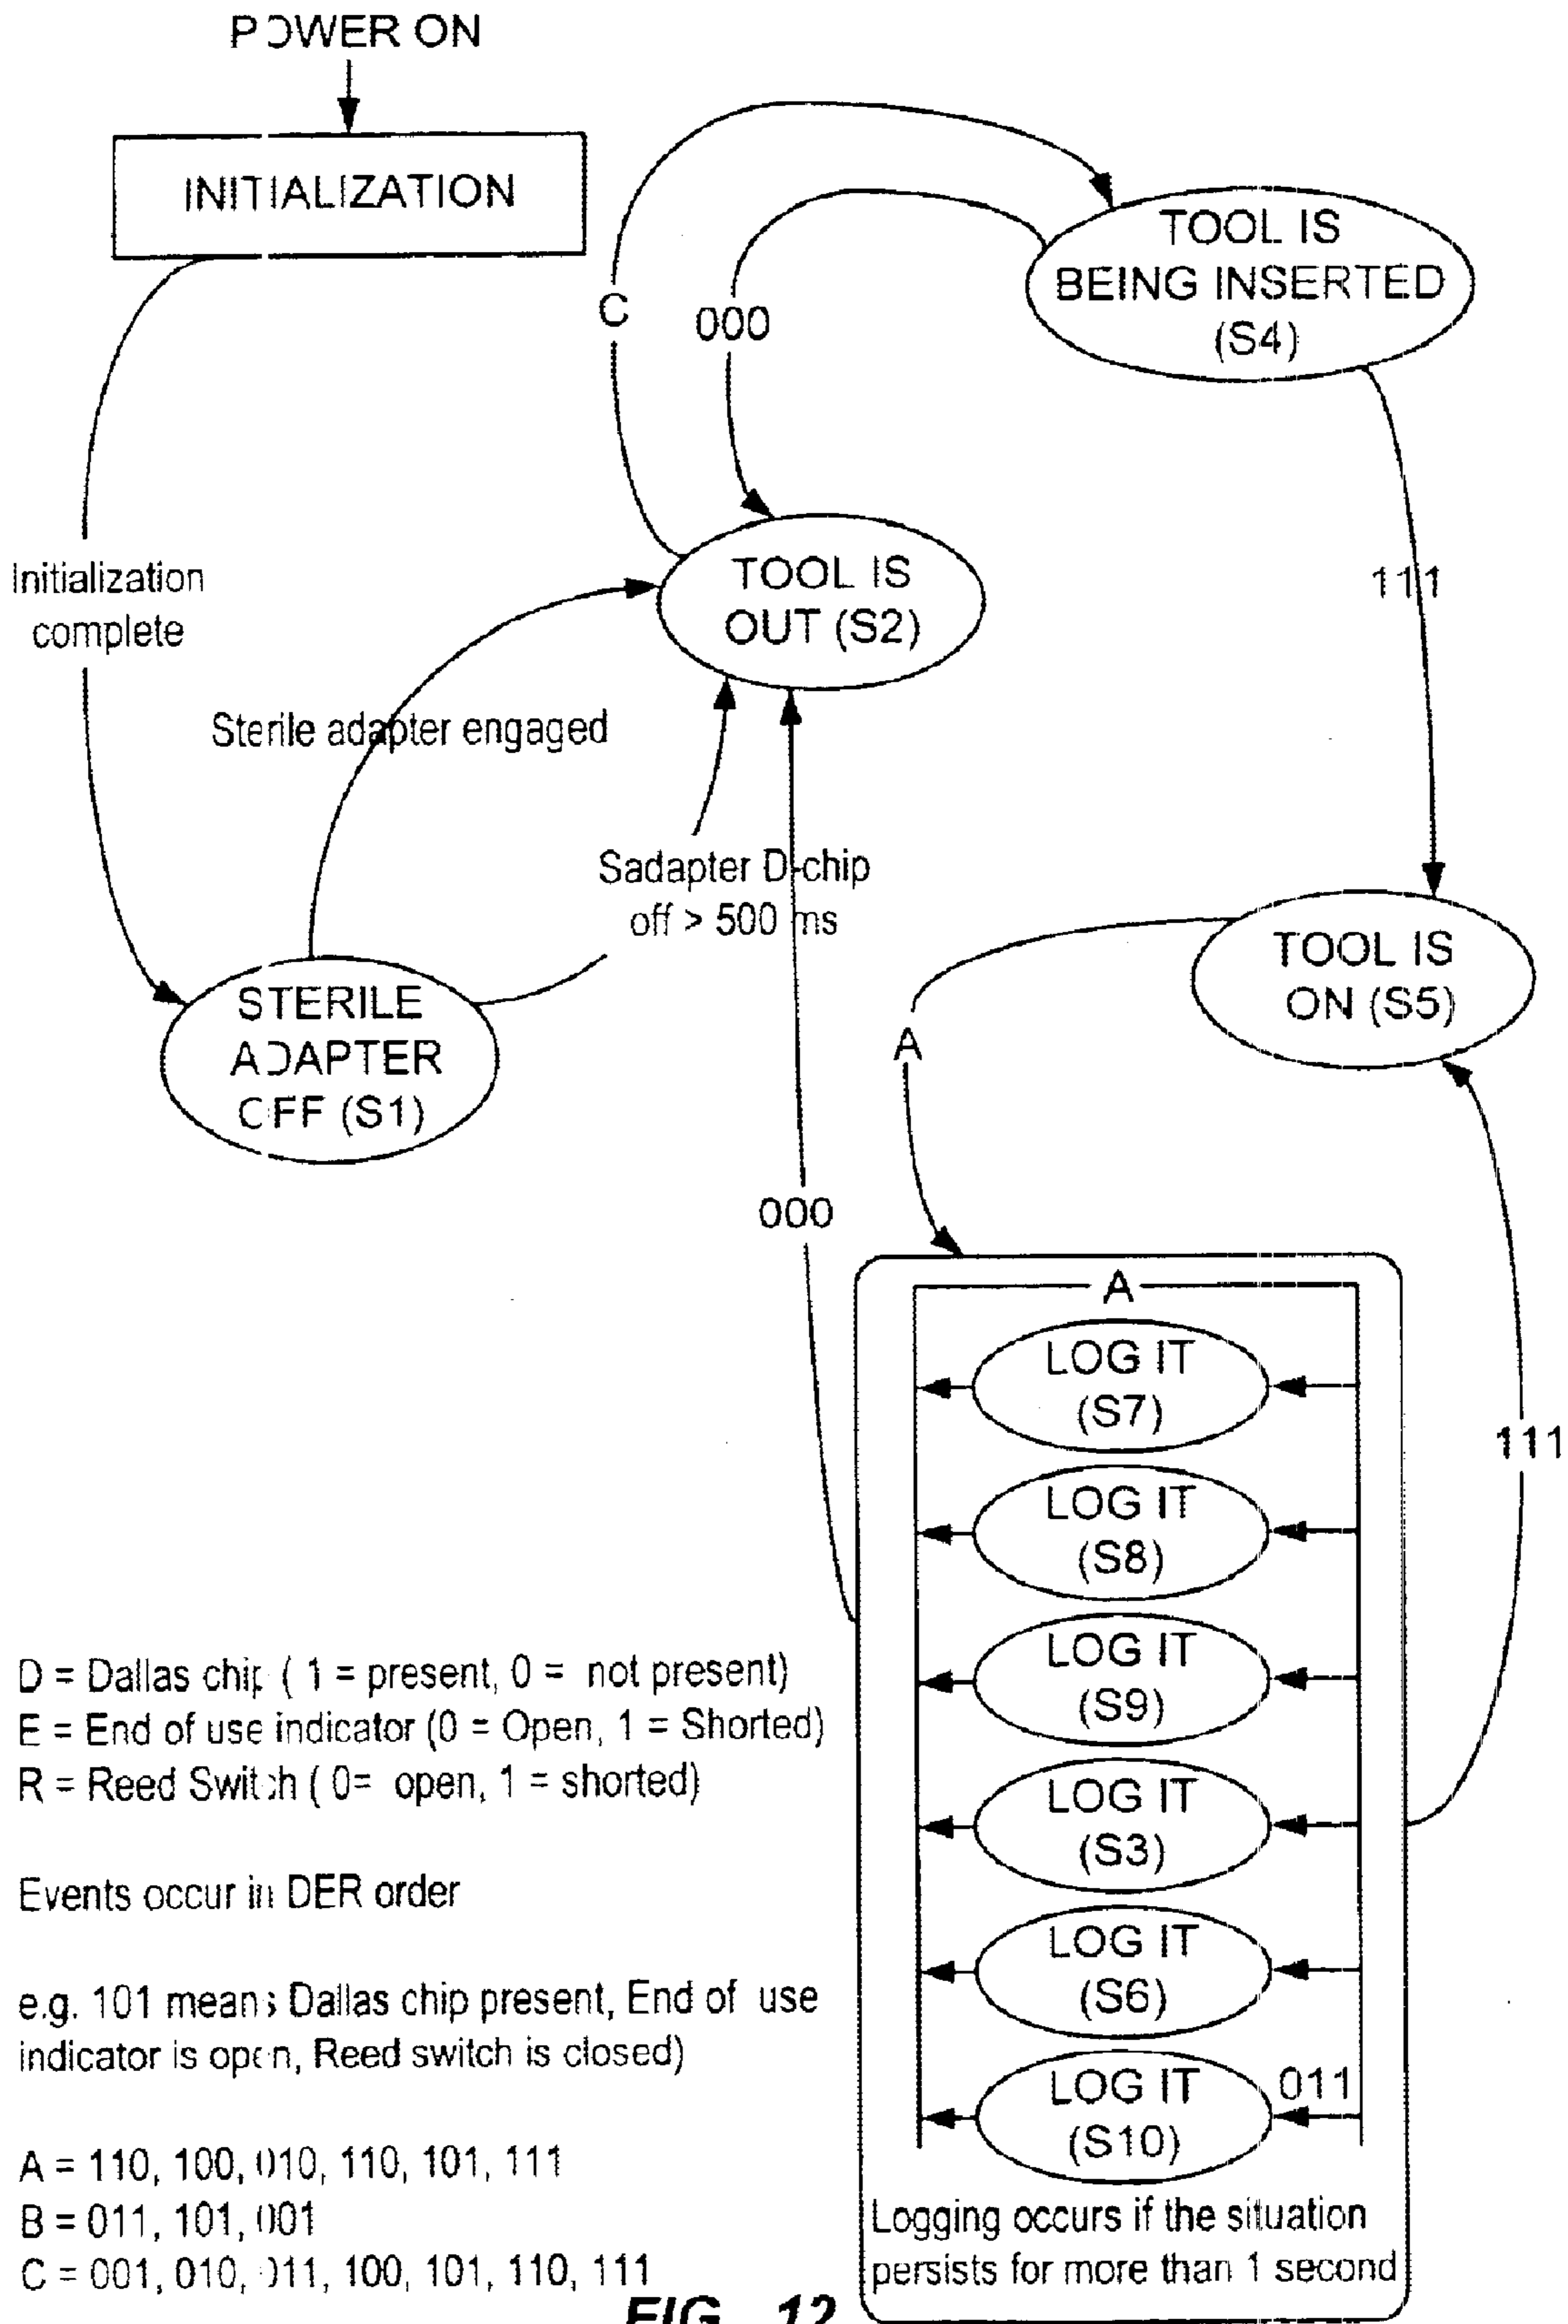 POWER ON
INITIALIZATION
TOOL IS
BEING INSERTED
(S4)
C
000
Initialization
complete
TOOL IS
OUT (S2)
111
Sterile adapter engaged
Sadapter D-chip
off > 500 ms
STERILE
ADAPTER
OFF (S1)
TOOL IS
ON (S5)
A
000
A
LOG IT
(S7)
LOG IT
(S8)
111
LOG IT
(S9)
LOG IT
(S3)
LOG IT
(S6)
LOG IT
(S10)
011
Logging occurs if the situation
persists for more than 1 second
D = Dallas chip ( 1 = present, 0 = not present)
E = End of use indicator (0 = Open, 1 = Shorted)
R = Reed Switch ( 0= open, 1 = shorted)
Events occur in DER order
e.g. 101 means Dallas chip present, End of use
indicator is open, Reed switch is closed)
A = 110, 100, 010, 110, 101, 111
B = 011, 101, 001
C = 001, 010, 011, 100, 101, 110, 111
FIG. 12